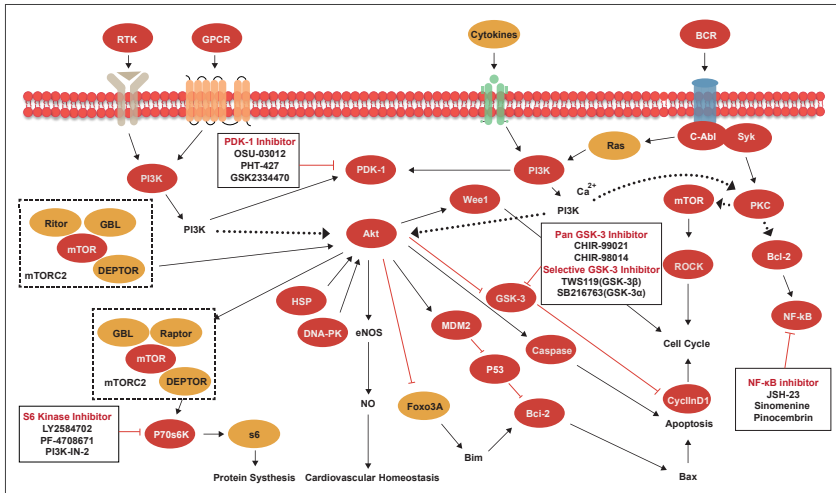 RTK
GPCR
Cytokines
BCR
C-Abl
Syk
Ras
PDK-1 Inhibitor
OSU-03012
PHT-427
GSK2334470
PDK-1
PI3K
PI3K
Ca2+
PI3K
PI3K
mTOR
PKC
Wee1
Ritor
GBL
mTOR
DEPTOR
mTORC2
Akt
Pan GSK-3 Inhibitor
CHIR-99021
CHIR-98014
Selective GSK-3 Inhibitor
TWS119(GSK-3β)
SB216763(GSK-3α)
ROCK
Bcl-2
GSK-3
HSP
DNA-PK
eNOS
MDM2
NF-kB
GBL
Raptor
mTOR
DEPTOR
mTORC2
Caspase
Cell Cycle
P53
NF-κB inhibitor
JSH-23
Sinomenine
Pinocembrin
NO
Foxo3A
Bci-2
CyclInD1
Apoptosis
S6 Kinase Inhibitor
LY2584702
PF-4708671
PI3K-IN-2
P70s6K
s6
Bim
Bax
Protein Systhesis
Cardiovascular Homeostasis